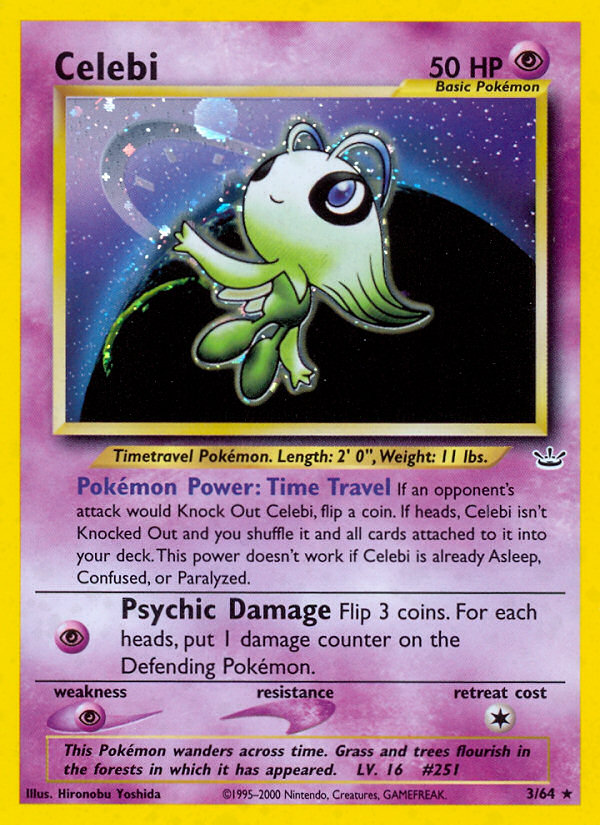 Celebi
50 HP
Basic Pokémon
Timetravel Pokémon. Length: 2' 0", Weight: 11 lbs.
Pokémon Power: Time Travel If an opponent's
attack would Knock Out Celebi, flip a coin. If heads, Celebi isn't
Knocked Out and you shuffle it and all cards attached to it into
your deck. This power doesn't work if Celebi is already Asleep,
Confused, or Paralyzed.
Psychic Damage Flip 3 coins. For each
heads, put 1 damage counter on the
Defending Pokémon.
weakness resistance retreat cost
This Pokémon wanders across time. Grass and trees flourish in
the forests in which it has appeared. LV. 16 #251
Illus. Hironobu Yoshida ©1995–2000 Nintendo, Creatures, GAMEFREAK. 3/64 ★